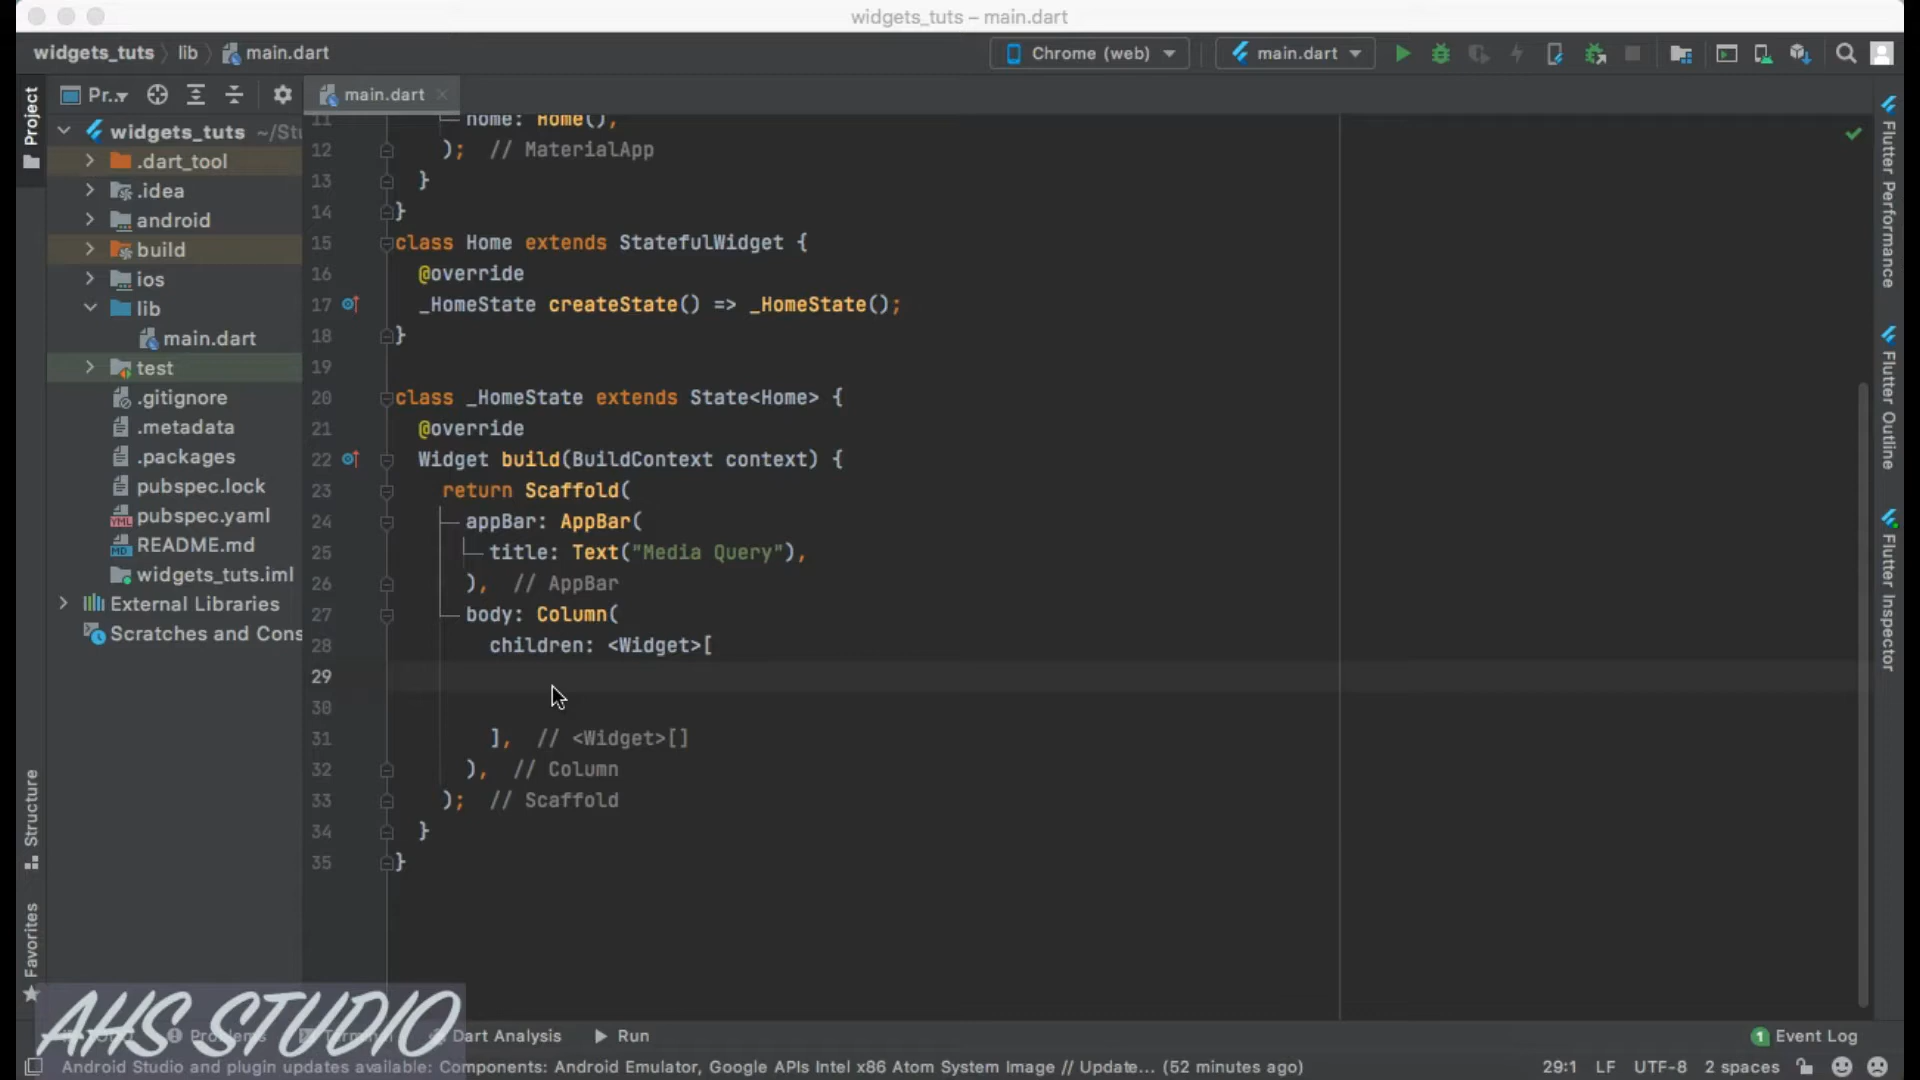 widgets_tuts – main.dart
widgets_tuts
lib
main.dart
Chrome (web)
main.dart
Project
Pr..
main.dart
widgets_tuts ~/Stu
.dart_tool
.idea
android
build
ios
lib
main.dart
test
.gitignore
.metadata
.packages
pubspec.lock
pubspec.yaml
README.md
widgets_tuts.iml
External Libraries
Scratches and Cons
11 home: Home(),
12 ); // MaterialApp
13 }
14 }
15 class Home extends StatefulWidget {
16 @override
17 _HomeState createState() => _HomeState();
18 }
19
20 class _HomeState extends State<Home> {
21 @override
22 Widget build(BuildContext context) {
23 return Scaffold(
24 appBar: AppBar(
25 title: Text("Media Query"),
26 ), // AppBar
27 body: Column(
28 children: <Widget>[
29
30
31 ], // <Widget>[]
32 ), // Column
33 ); // Scaffold
34 }
35 }
Flutter Performance
Flutter Outline
Flutter Inspector
Structure
Favorites
AHS STUDIO
Dart Analysis
Run
1 Event Log
Android Studio and plugin updates available: Components: Android Emulator, Google APIs Intel x86 Atom System Image // Update... (52 minutes ago)
29:1 LF UTF-8 2 spaces